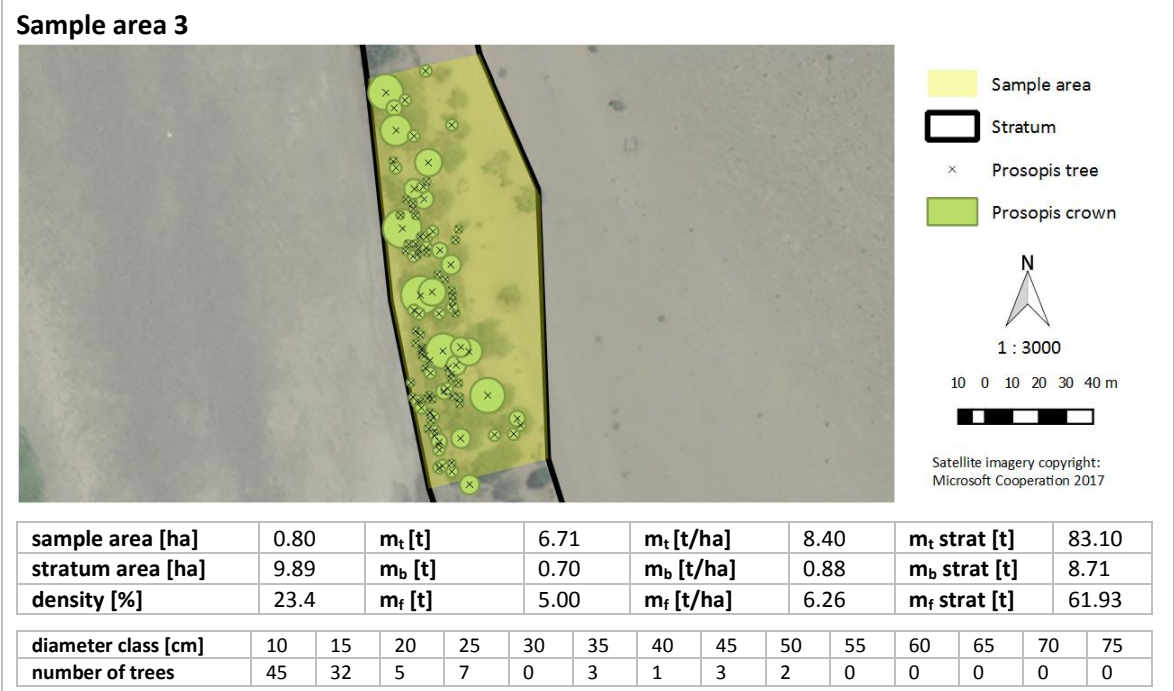 Sample area 3
Sample area
Stratum
Prosopis tree
Prosopis crown
N
1 : 3000
10 0 10 20 30 40 m
Satellite imagery copyright:
Microsoft Cooperation 2017
sample area [ha] 0.80 mt [t] 6.71 mt [t/ha] 8.40 mt strat [t] 83.10
stratum area [ha] 9.89 mb [t] 0.70 mb [t/ha] 0.88 mb strat [t] 8.71
density [%] 23.4 mf [t] 5.00 mf [t/ha] 6.26 mf strat [t] 61.93
diameter class [cm] 10 15 20 25 30 35 40 45 50 55 60 65 70 75
number of trees 45 32 5 7 0 3 1 3 2 0 0 0 0 0